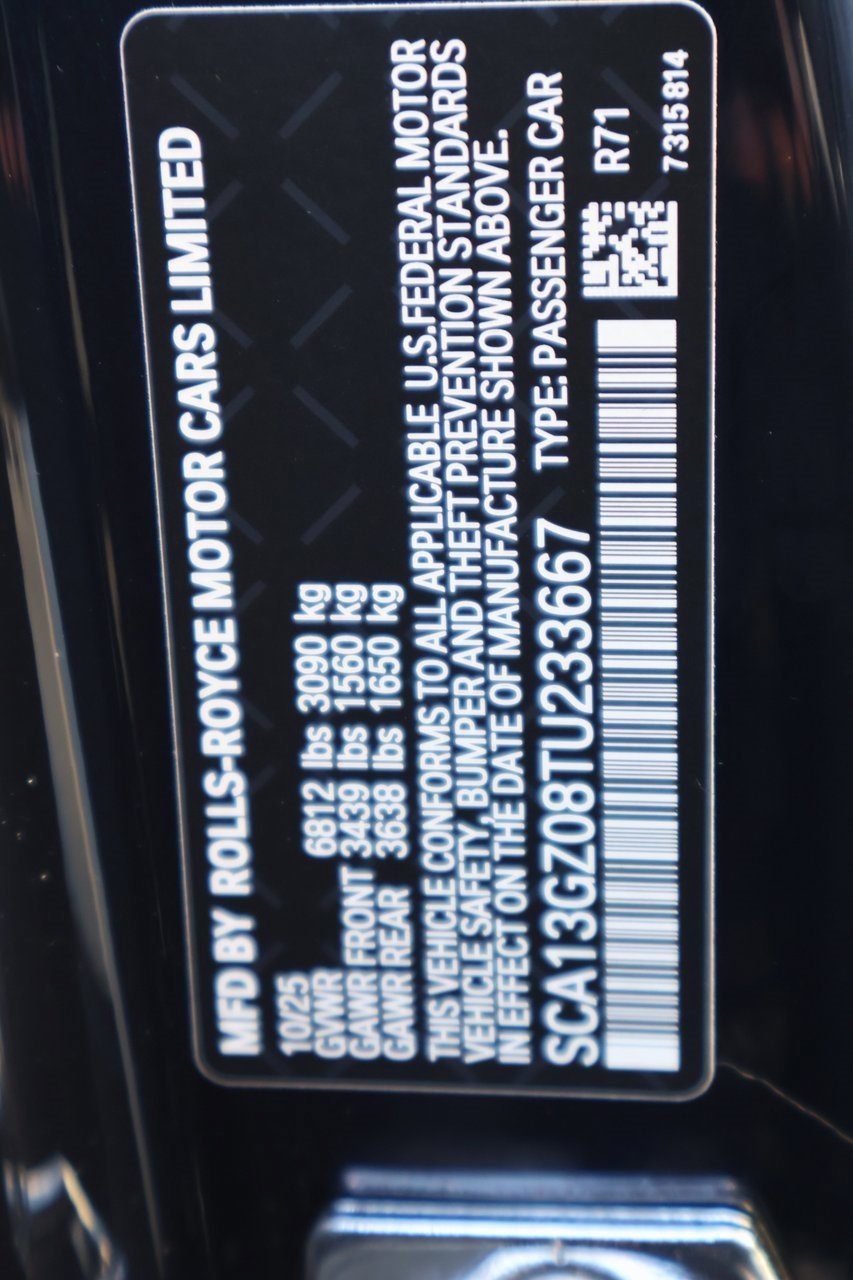 MFD BY ROLLS-ROYCE MOTOR CARS LIMITED
10/25
GVWR 6812 lbs 3090 kg
GAWR FRONT 3439 lbs 1560 kg
GAWR REAR 3638 lbs 1650 kg
THIS VEHICLE CONFORMS TO ALL APPLICABLE U.S.FEDERAL MOTOR
VEHICLE SAFETY, BUMPER AND THEFT PREVENTION STANDARDS
IN EFFECT ON THE DATE OF MANUFACTURE SHOWN ABOVE.
SCA13GZ08TU233667 TYPE: PASSENGER CAR
R71
7315814